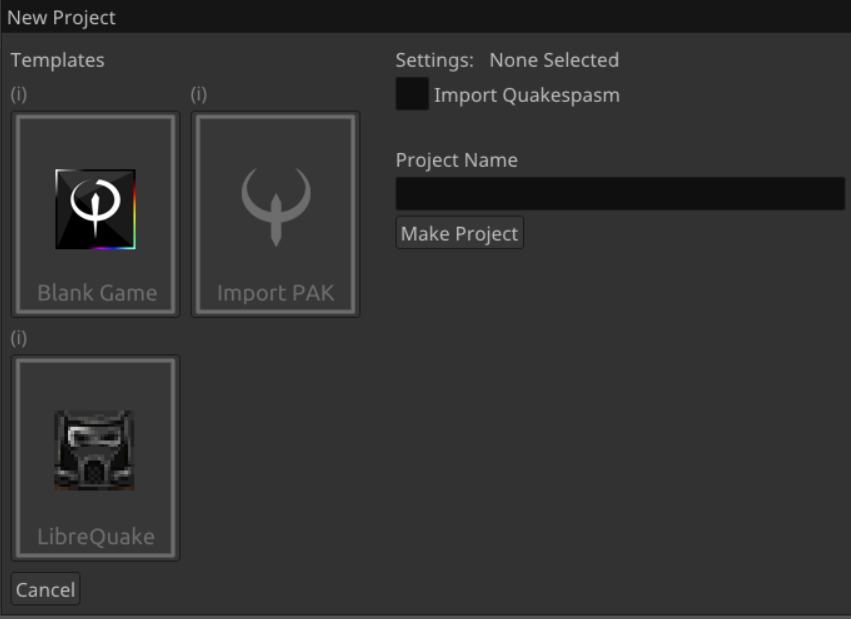 New Project
Templates
(i)
(i)
Blank Game
Import PAK
(i)
LibreQuake
Cancel
Settings: None Selected
Import Quakespasm
Project Name
Make Project